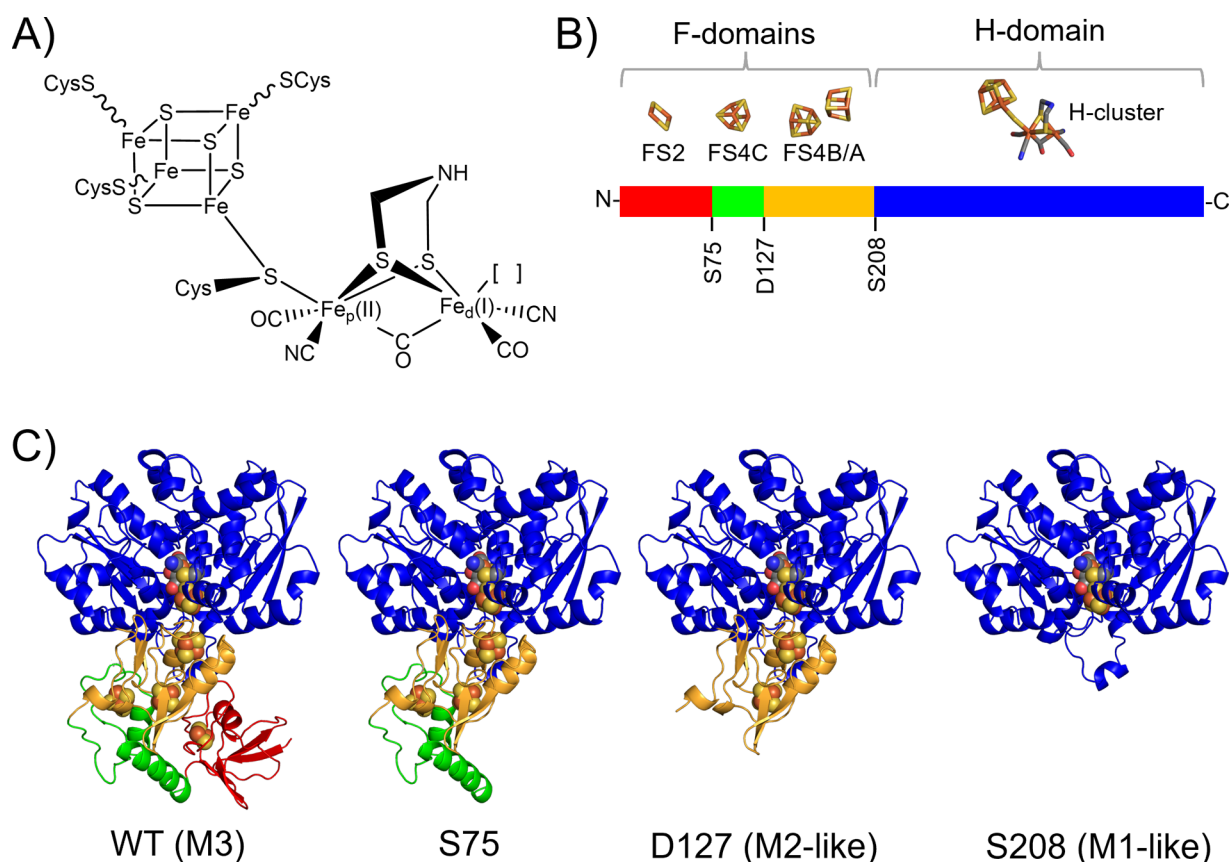 A)
CysS
SCys
S
Fe
Fe
S
CysS
Fe
S
S
Fe
NH
S
S
S
[ ]
Cys
Feₚ(II)
Fe_d(I)
OC
CN
NC
C
O
CO
B)
F-domains
H-domain
H-cluster
FS2
FS4C
FS4B/A
N-
-C
S75
D127
S208
C)
WT (M3)
S75
D127 (M2-like)
S208 (M1-like)